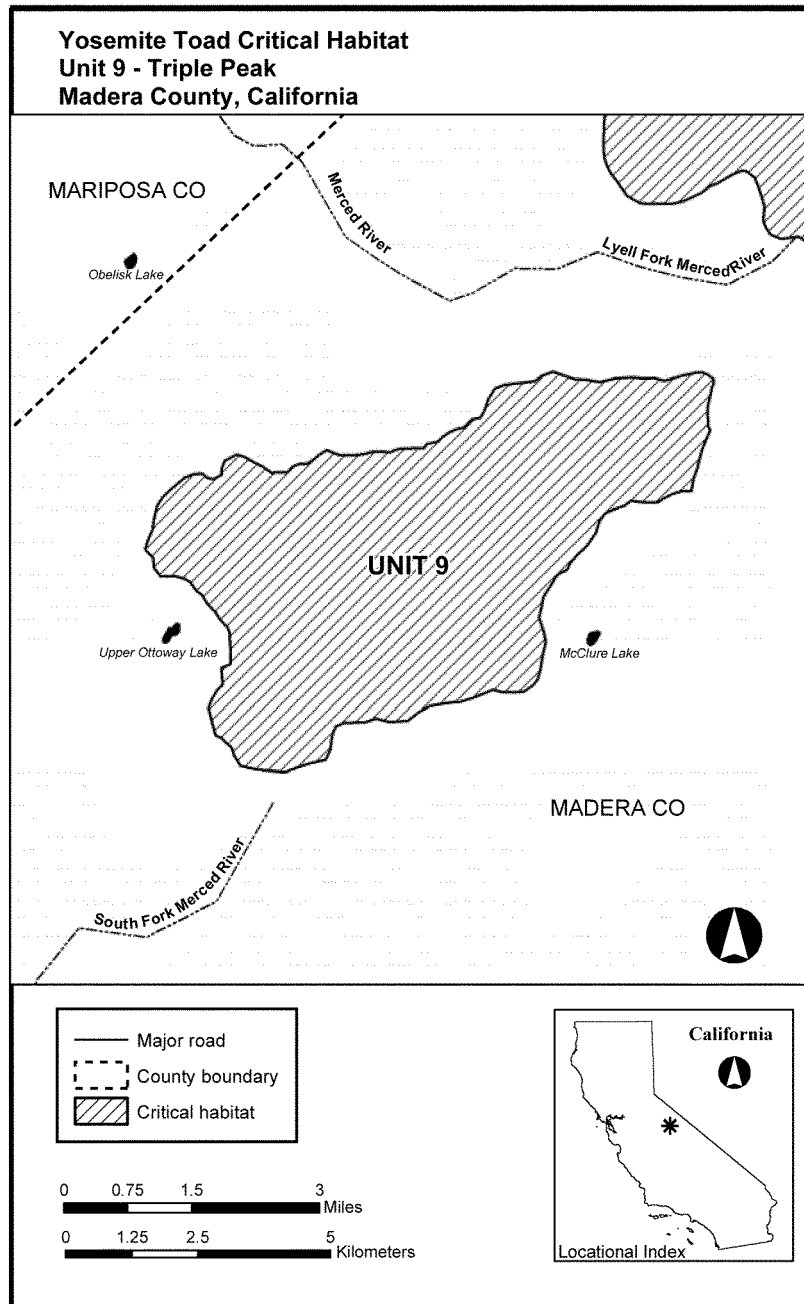 Yosemite Toad Critical Habitat
Unit 9 - Triple Peak
Madera County, California
MARIPOSA CO
Merced River
Lyell Fork Merced River
Obelisk Lake
UNIT 9
Upper Ottoway Lake
McClure Lake
MADERA CO
South Fork Merced River
Major road
County boundary
Critical habitat
0 0.75 1.5 3
Miles
0 1.25 2.5 5
Kilometers
California
Locational Index